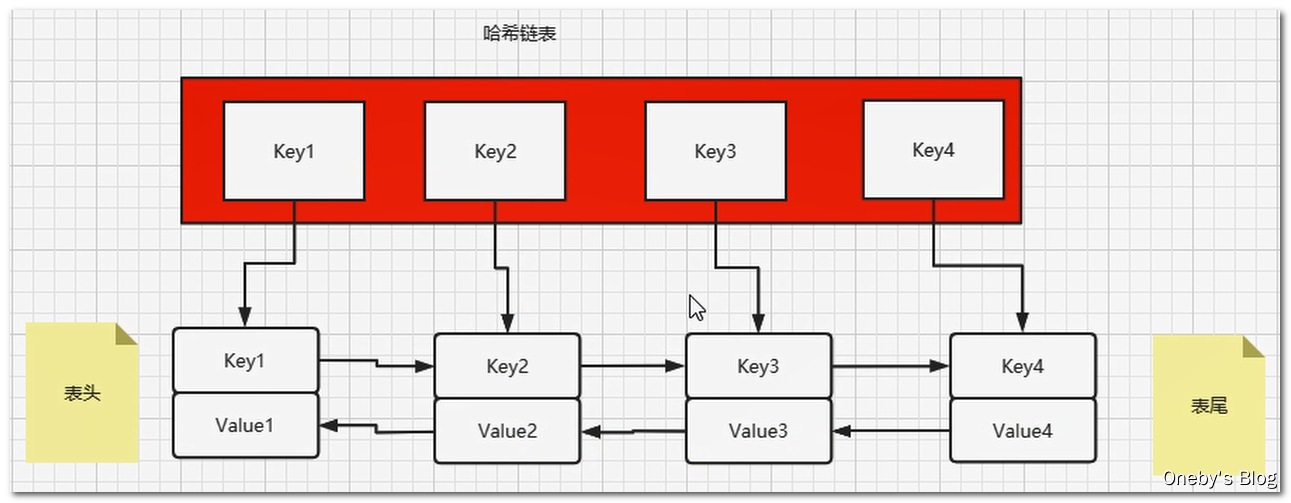 哈希链表
Key1
Key2
Key3
Key4
表头
Key1
Value1
Key2
Value2
Key3
Value3
Key4
Value4
表尾
Oneby's Blog